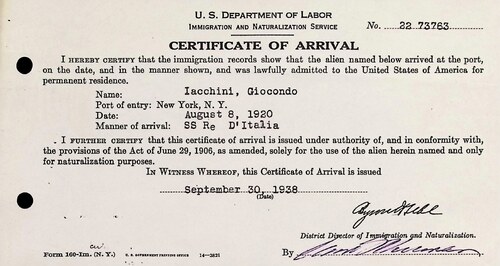 U. S. DEPARTMENT OF LABOR
IMMIGRATION AND NATURALIZATION SERVICE
No. 22 73763
CERTIFICATE OF ARRIVAL
I HEREBY CERTIFY that the immigration records show that the alien named below arrived at the port,
on the date, and in the manner shown, and was lawfully admitted to the United States of America for
permanent residence.
Name: Iacchini, Giocondo
Port of entry: New York, N. Y.
Date: August 8, 1920
Manner of arrival: SS Re D'Italia
I FURTHER CERTIFY that this certificate of arrival is issued under authority of, and in conformity with,
the provisions of the Act of June 29, 1906, as amended, solely for the use of the alien herein named and only
for naturalization purposes.
IN WITNESS WHEREOF, this Certificate of Arrival is issued
September 30, 1938
(Date)
District Director of Immigration and Naturalization.
By
Form 160-Im. (N. Y.) U. S. GOVERNMENT PRINTING OFFICE